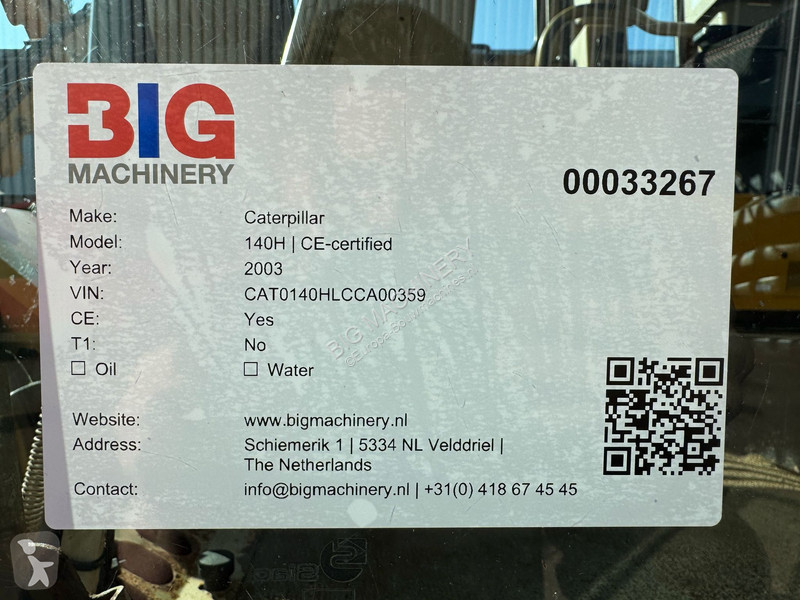 BIG
MACHINERY
00033267
Make: Caterpillar
Model: 140H | CE-certified
Year: 2003
VIN: CAT0140HLCCA00359
CE: Yes
T1: No
☐ Oil ☐ Water
Website: www.bigmachinery.nl
Address: Schiemerik 1 | 5334 NL Velddriel |
The Netherlands
Contact: info@bigmachinery.nl | +31(0) 418 67 45 45
BIG MACHINERY